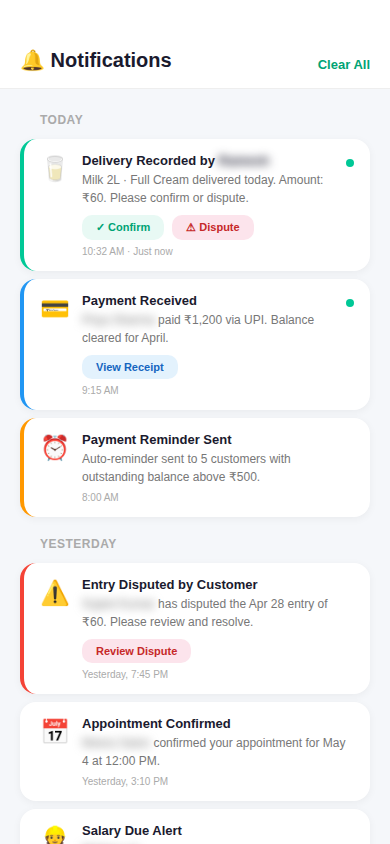 🔔 Notifications
Clear All
TODAY
Delivery Recorded by
Milk 2L · Full Cream delivered today. Amount:
₹60. Please confirm or dispute.
✓ Confirm
⚠ Dispute
10:32 AM · Just now
Payment Received
paid ₹1,200 via UPI. Balance
cleared for April.
View Receipt
9:15 AM
Payment Reminder Sent
Auto-reminder sent to 5 customers with
outstanding balance above ₹500.
8:00 AM
YESTERDAY
Entry Disputed by Customer
has disputed the Apr 28 entry of
₹60. Please review and resolve.
Review Dispute
Yesterday, 7:45 PM
Appointment Confirmed
confirmed your appointment for May
4 at 12:00 PM.
Yesterday, 3:10 PM
Salary Due Alert